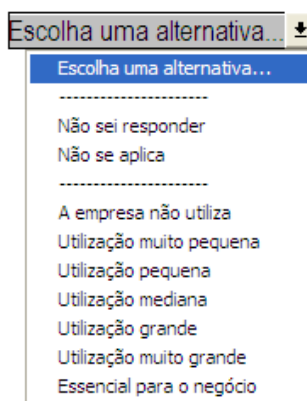 Escolha uma alternativa...
Escolha uma alternativa...
----------------------
Não sei responder
Não se aplica
----------------------
A empresa não utiliza
Utilização muito pequena
Utilização pequena
Utilização mediana
Utilização grande
Utilização muito grande
Essencial para o negócio